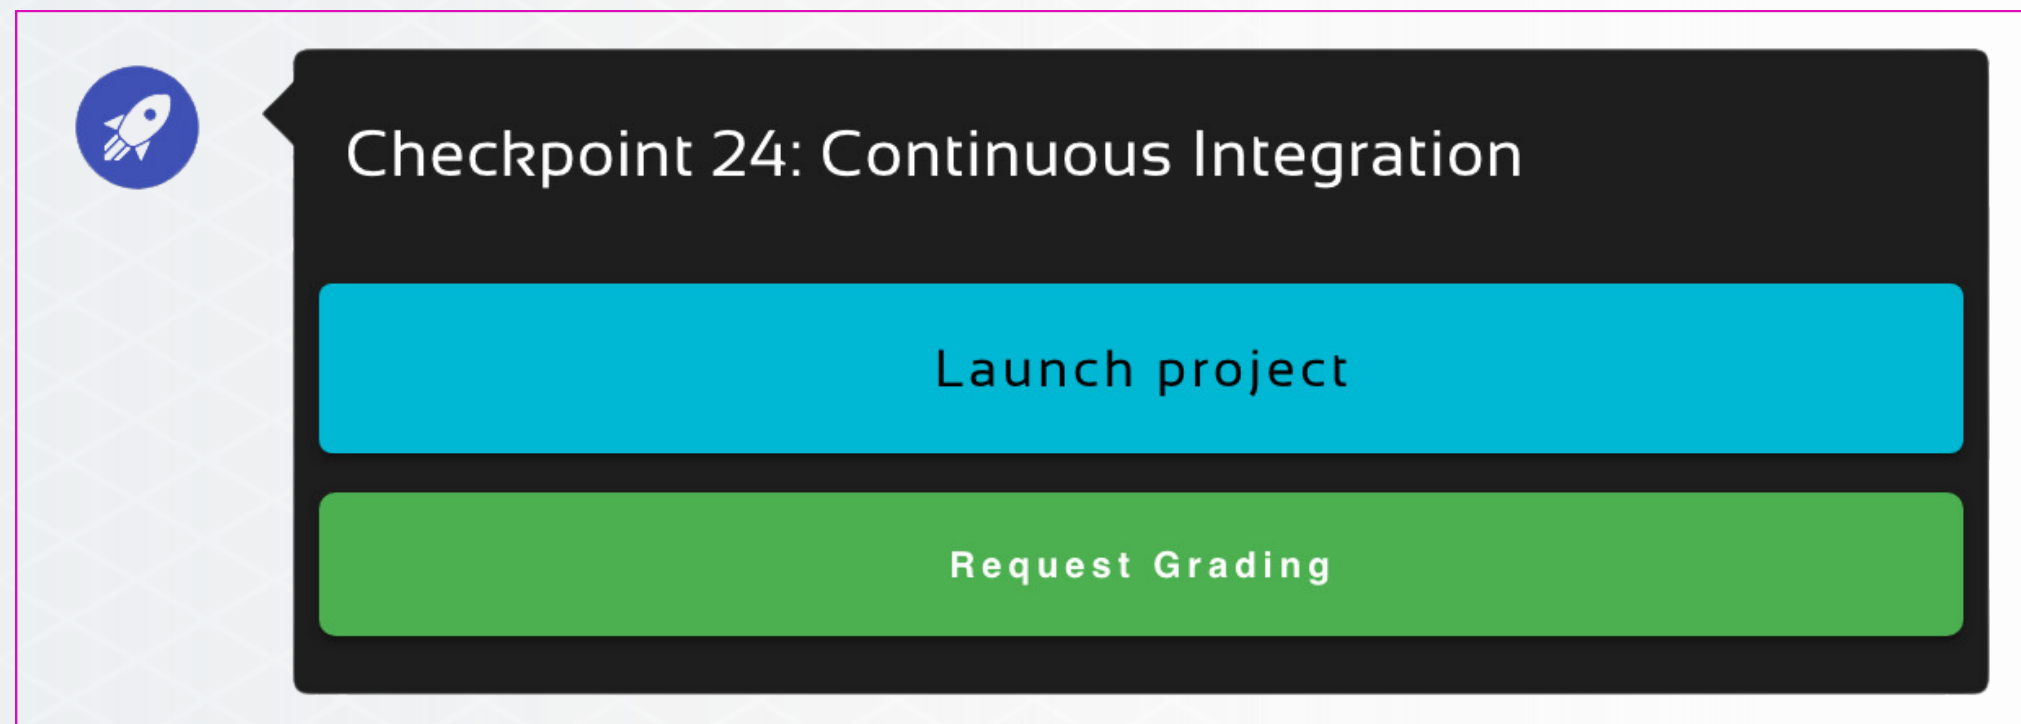 Checkpoint 24: Continuous Integration
Launch project
Request Grading